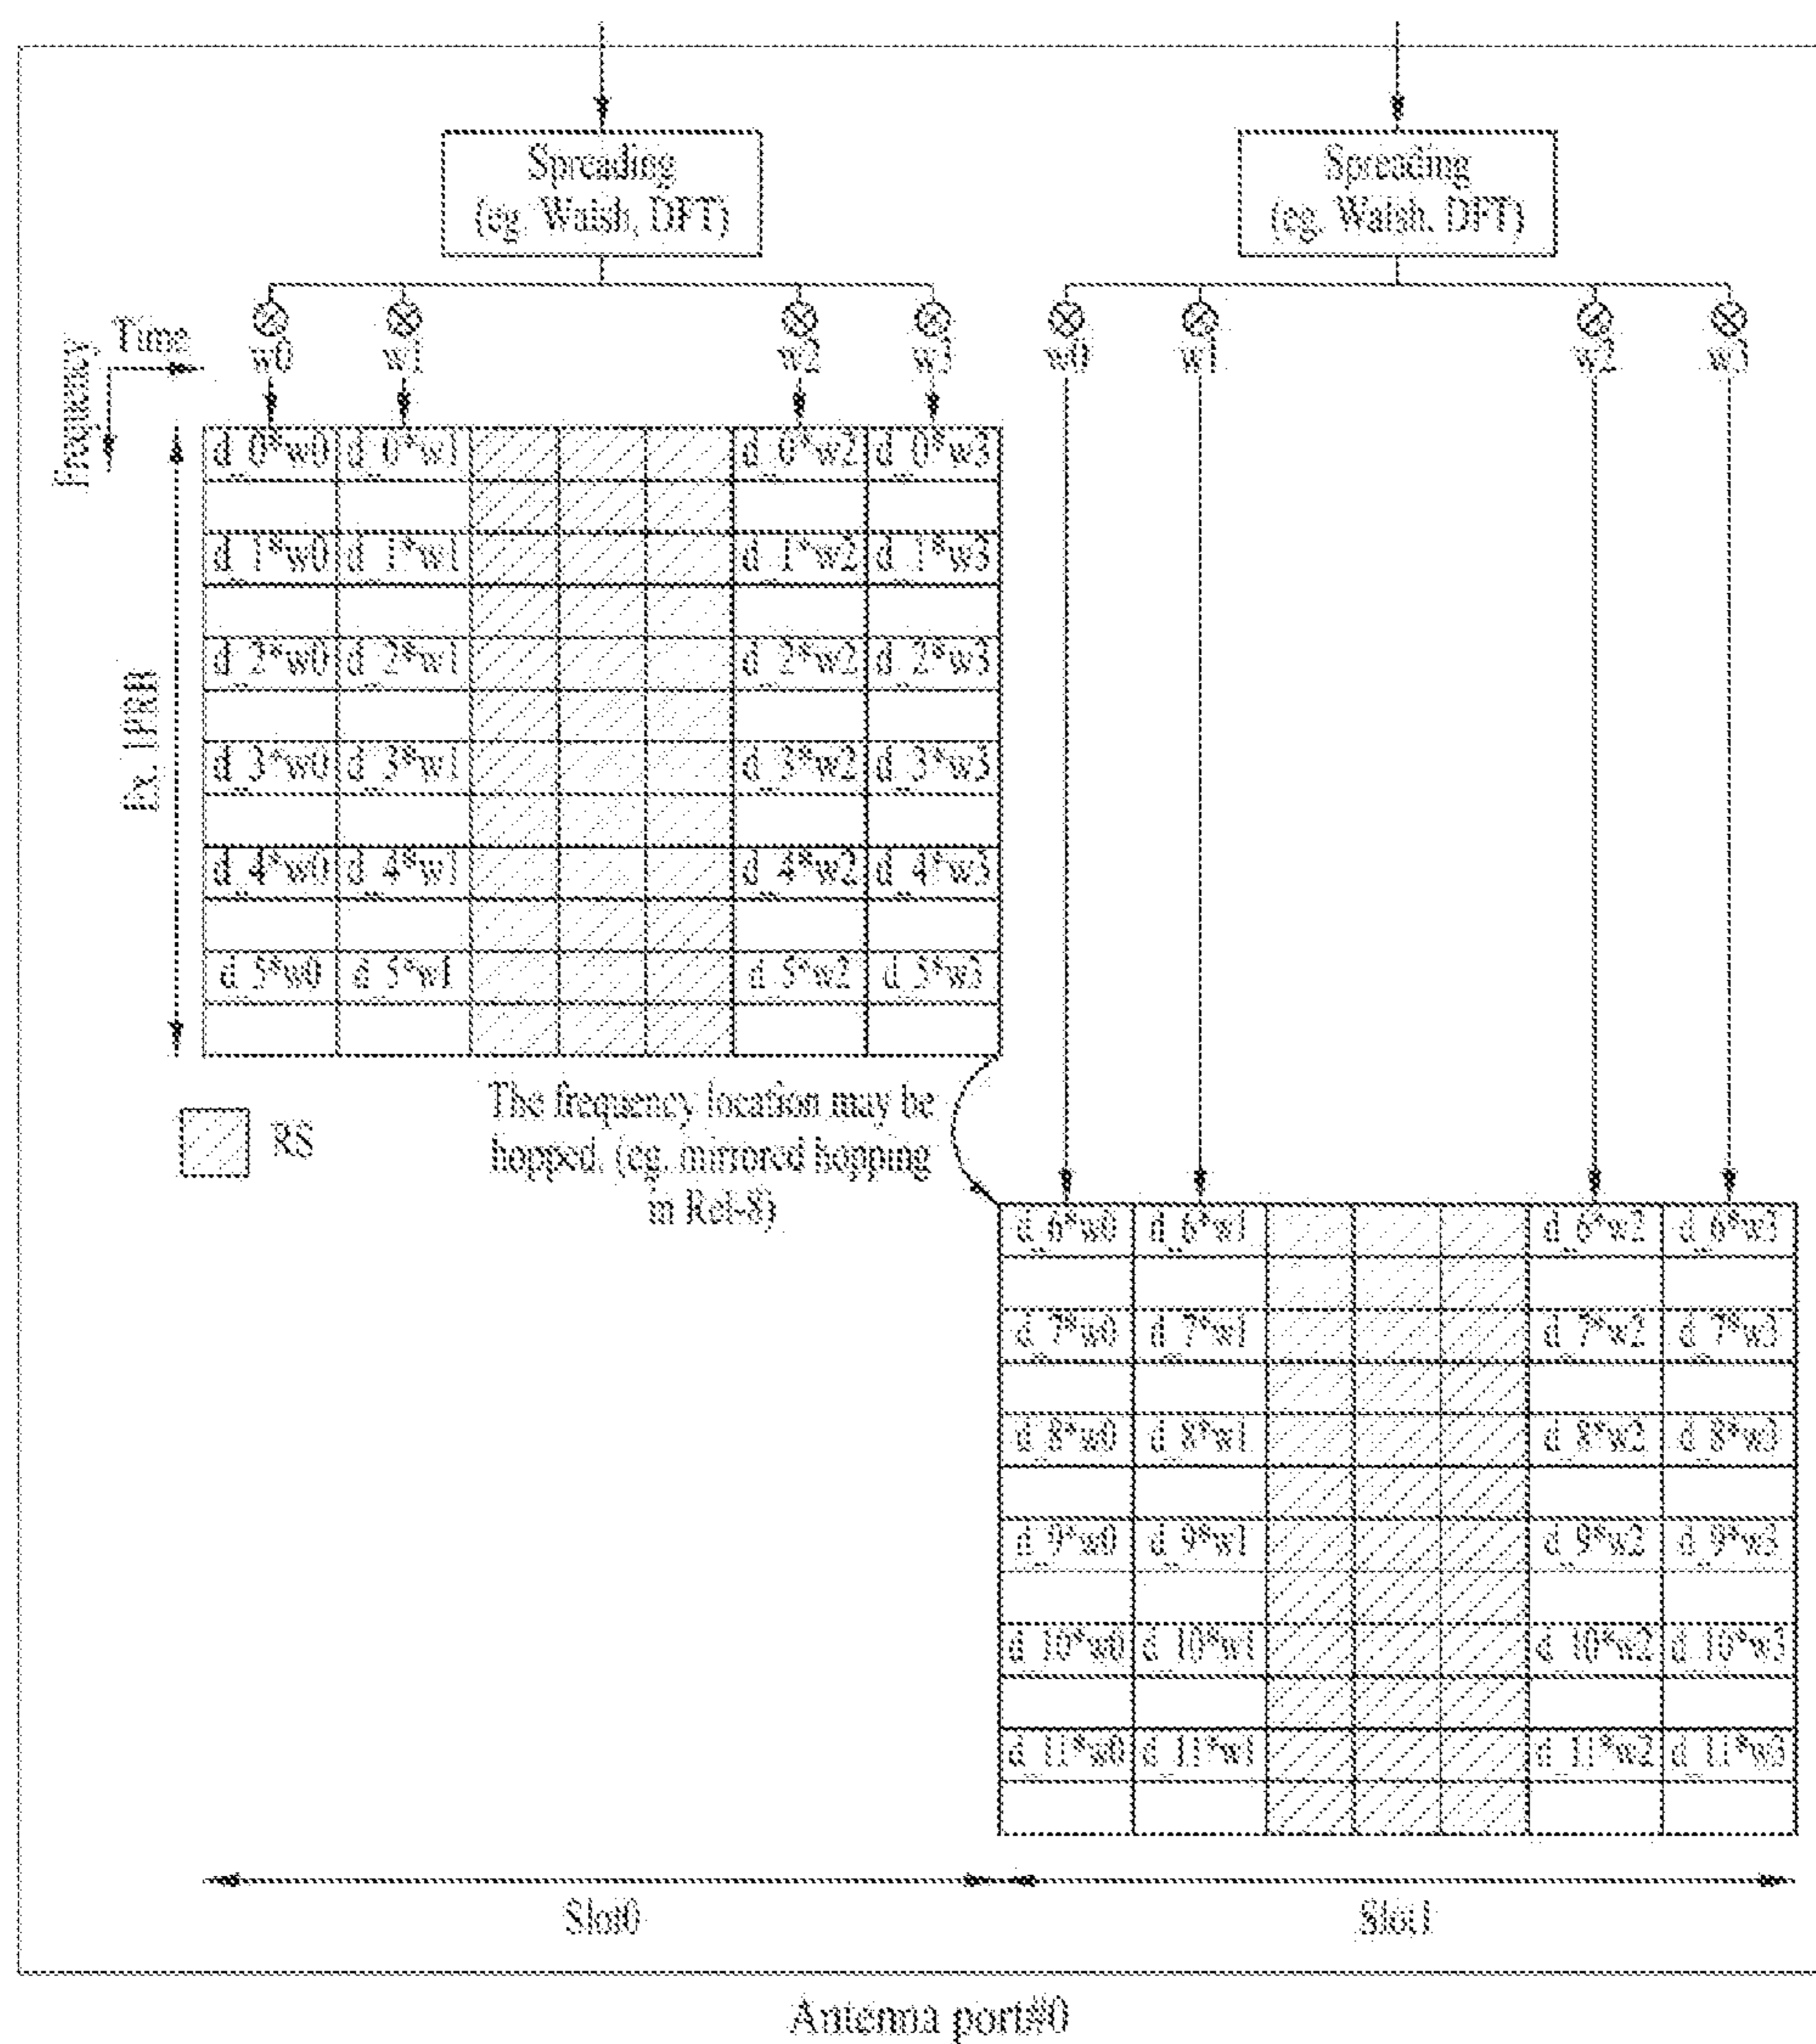 Spreading
(eg. Walsh, DFT)
Spreading
(eg. Walsh, DFT)
Time
Frequency
w0 w1 w2 w3 w0 w1 w2 w3
Ex. 1PRB
d_0*w0 d_0*w1 d_0*w2 d_0*w3
d_1*w0 d_1*w1 d_1*w2 d_1*w3
d_2*w0 d_2*w1 d_2*w2 d_2*w3
d_3*w0 d_3*w1 d_3*w2 d_3*w3
d_4*w0 d_4*w1 d_4*w2 d_4*w3
d_5*w0 d_5*w1 d_5*w2 d_5*w3
RS
The frequency location may be
hopped. (eg. mirrored hopping
in Rel-8)
d_6*w0 d_6*w1 d_6*w2 d_6*w3
d_7*w0 d_7*w1 d_7*w2 d_7*w3
d_8*w0 d_8*w1 d_8*w2 d_8*w3
d_9*w0 d_9*w1 d_9*w2 d_9*w3
d_10*w0 d_10*w1 d_10*w2 d_10*w3
d_11*w0 d_11*w1 d_11*w2 d_11*w3
Slot0 Slot1
Antenna port#0